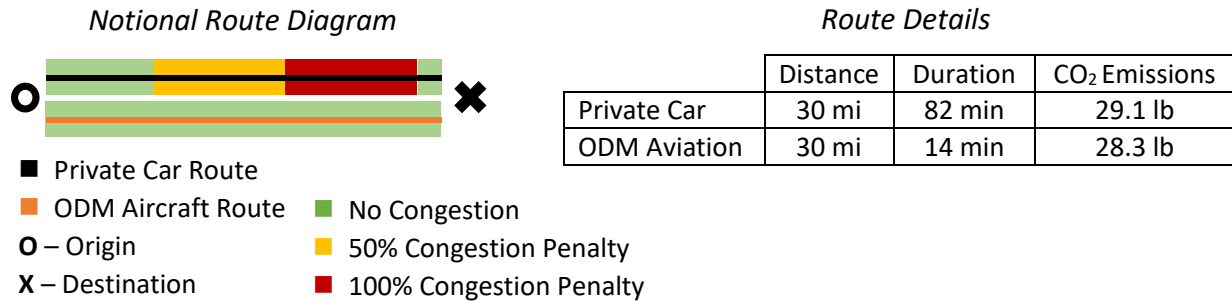 Notional Route Diagram
O
X
Private Car Route
ODM Aircraft Route
O – Origin
X – Destination
No Congestion
50% Congestion Penalty
100% Congestion Penalty
Route Details
Distance Duration CO₂ Emissions
Private Car 30 mi 82 min 29.1 lb
ODM Aviation 30 mi 14 min 28.3 lb